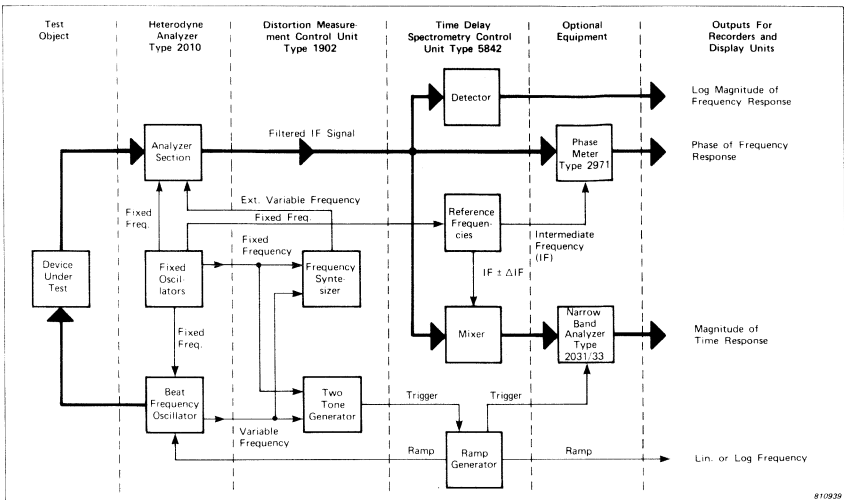 Test
Object
Heterodyne
Analyzer
Type 2010
Distortion Measure-
ment Control Unit
Type 1902
Time Delay
Spectrometry Control
Unit Type 5842
Optional
Equipment
Outputs For
Recorders and
Display Units
Detector
Log Magnitude of
Frequency Response
Filtered IF Signal
Analyzer
Section
Phase
Meter
Type 2971
Phase of Frequency
Response
Ext. Variable Frequency
Fixed
Freq.
Fixed Freq.
Reference
Frequen-
cies
Intermediate
Frequency
(IF)
Fixed
Frequency
Device
Under
Test
Fixed
Oscil-
lators
Frequency
Synte-
sizer
IF ± △IF
Fixed
Freq.
Mixer
Narrow
Band
Analyzer
Type
2031/33
Magnitude of
Time Response
Beat
Frequency
Oscillator
Two
Tone
Generator
Trigger
Trigger
Variable
Frequency
Ramp
Ramp
Generator
Ramp
Lin. or Log Frequency
810939